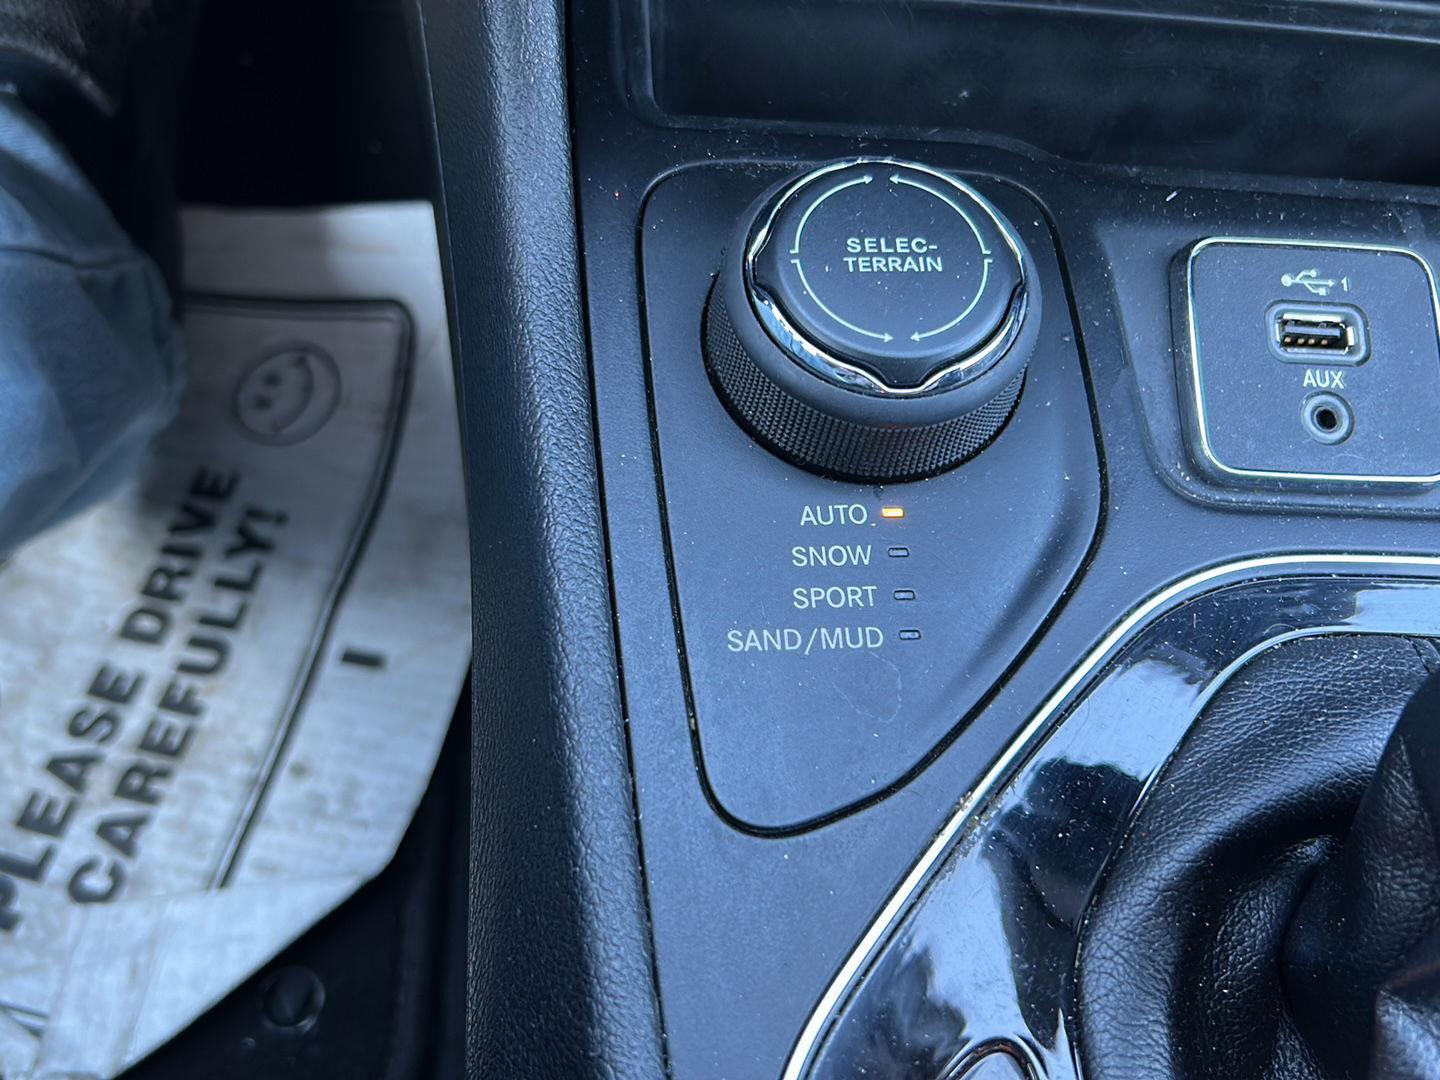 SELEC-
TERRAIN
1
AUX
AUTO
SNOW
SPORT
SAND/MUD
PLEASE DRIVE
CAREFULLY!